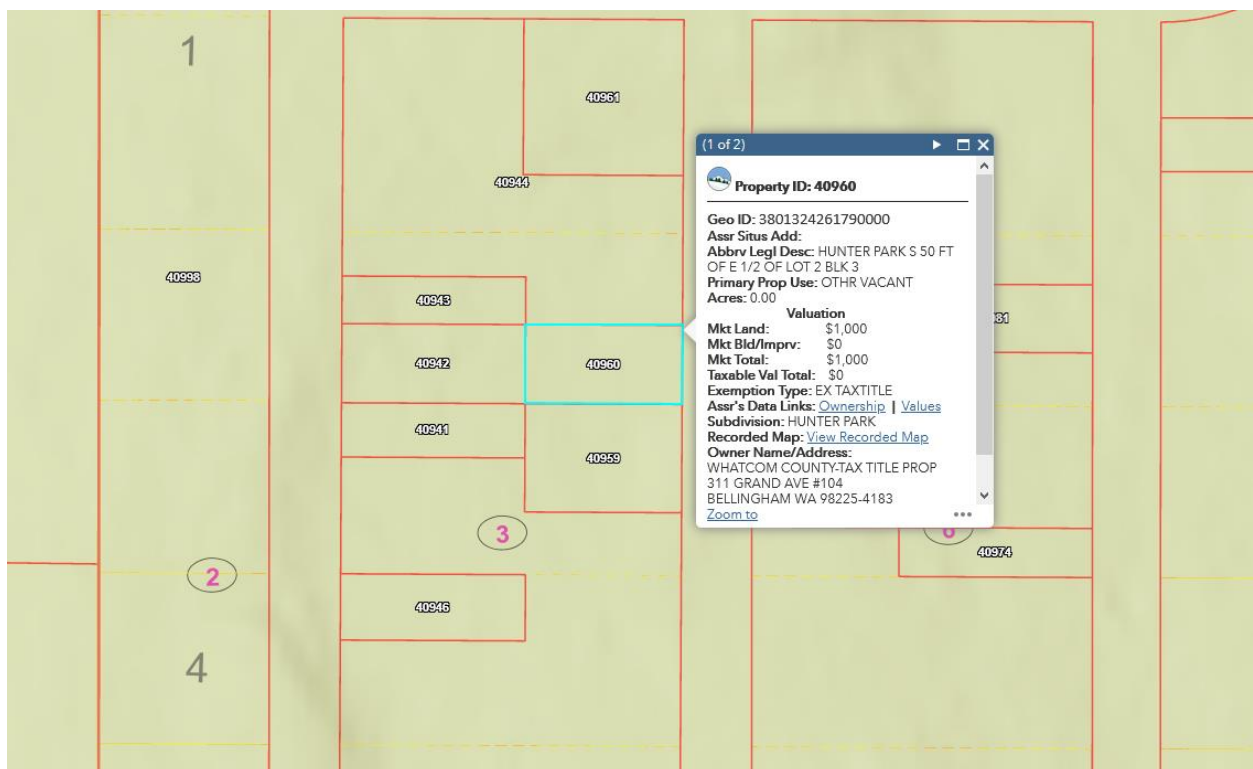 1
40961
40944
40998
40943
40942
40960
40941
40959
3
2
40946
4
(1 of 2)
Property ID: 40960
Geo ID: 3801324261790000
Assr Situs Add:
Abbrv Legl Desc: HUNTER PARK S 50 FT
OF E 1/2 OF LOT 2 BLK 3
Primary Prop Use: OTHR VACANT
Acres: 0.00
Valuation
Mkt Land: $1,000
Mkt Bld/Imprv: $0
Mkt Total: $1,000
Taxable Val Total: $0
Exemption Type: EX TAXTITLE
Assr's Data Links: Ownership | Values
Subdivision: HUNTER PARK
Recorded Map: View Recorded Map
Owner Name/Address:
WHATCOM COUNTY-TAX TITLE PROP
311 GRAND AVE #104
BELLINGHAM WA 98225-4183
Zoom to
40974